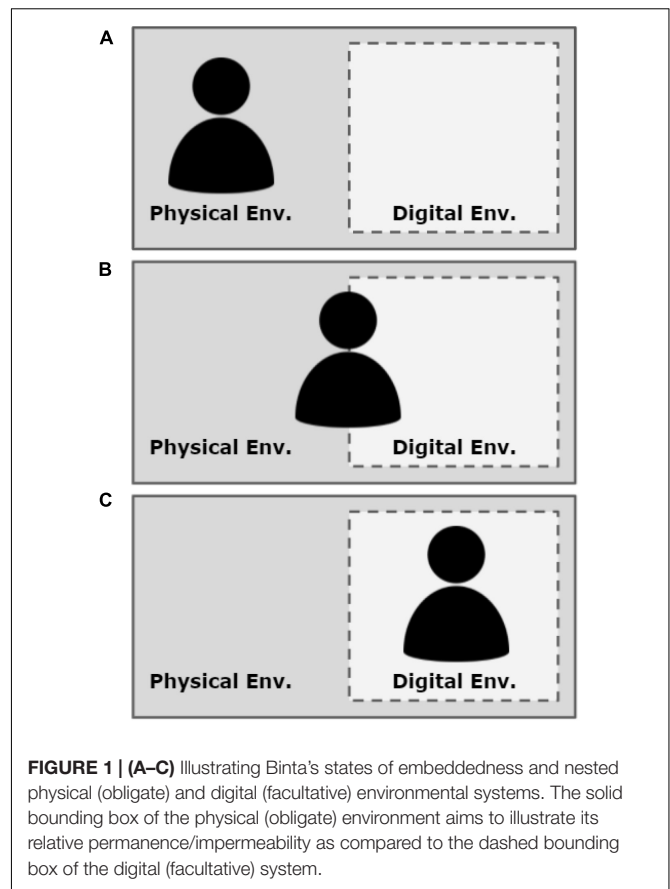 A
Physical Env. Digital Env.
B
Physical Env. Digital Env.
C
Physical Env. Digital Env.
FIGURE 1 | (A–C) Illustrating Binta's states of embeddedness and nested
physical (obligate) and digital (facultative) environmental systems. The solid
bounding box of the physical (obligate) environment aims to illustrate its
relative permanence/impermeability as compared to the dashed bounding
box of the digital (facultative) system.